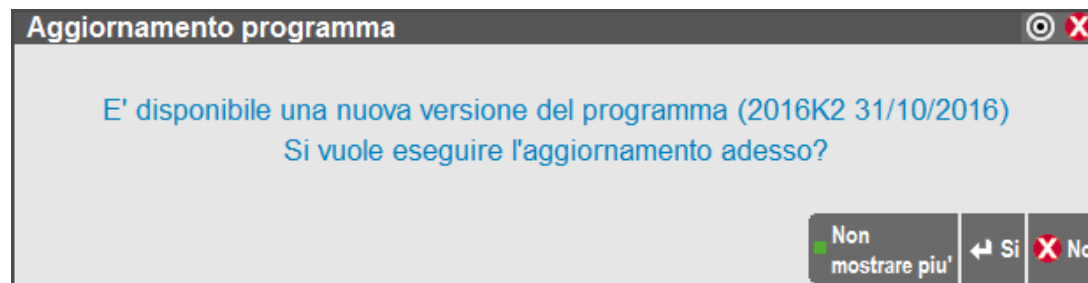 Aggiornamento programma
E' disponibile una nuova versione del programma (2016K2 31/10/2016)
Si vuole eseguire l'aggiornamento adesso?
Non
mostrare piu'
Si
No